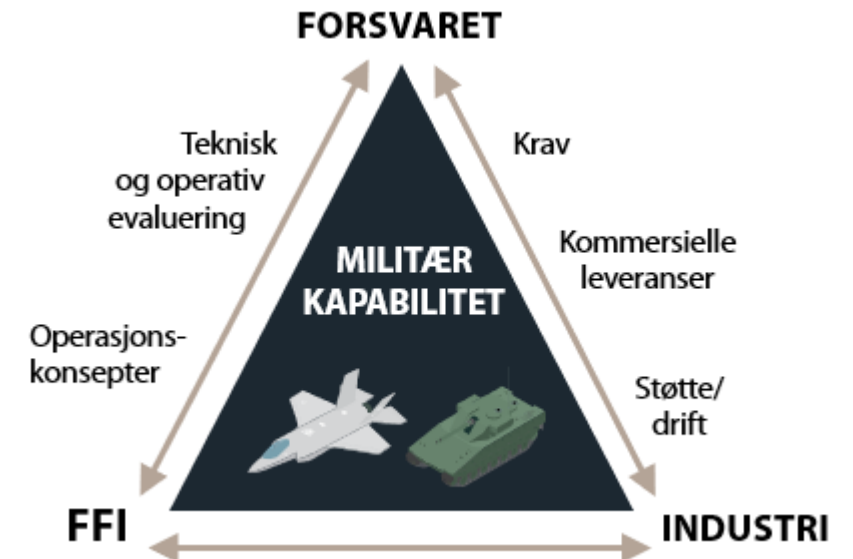 FORSVARET
Teknisk
og operativ
evaluering
Krav
Kommersielle
leveranser
MILITÆR
KAPABILITET
Operasjons-
konsepter
Støtte/
drift
FFI
INDUSTRI